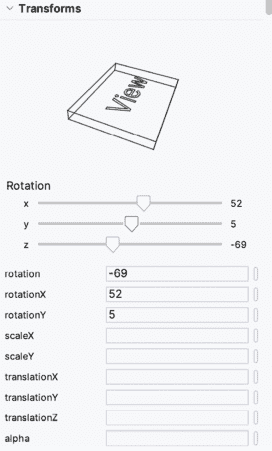 Transforms
View
Rotation
x 52
y 5
z -69
rotation -69
rotationX 52
rotationY 5
scaleX
scaleY
translationX
translationY
translationZ
alpha